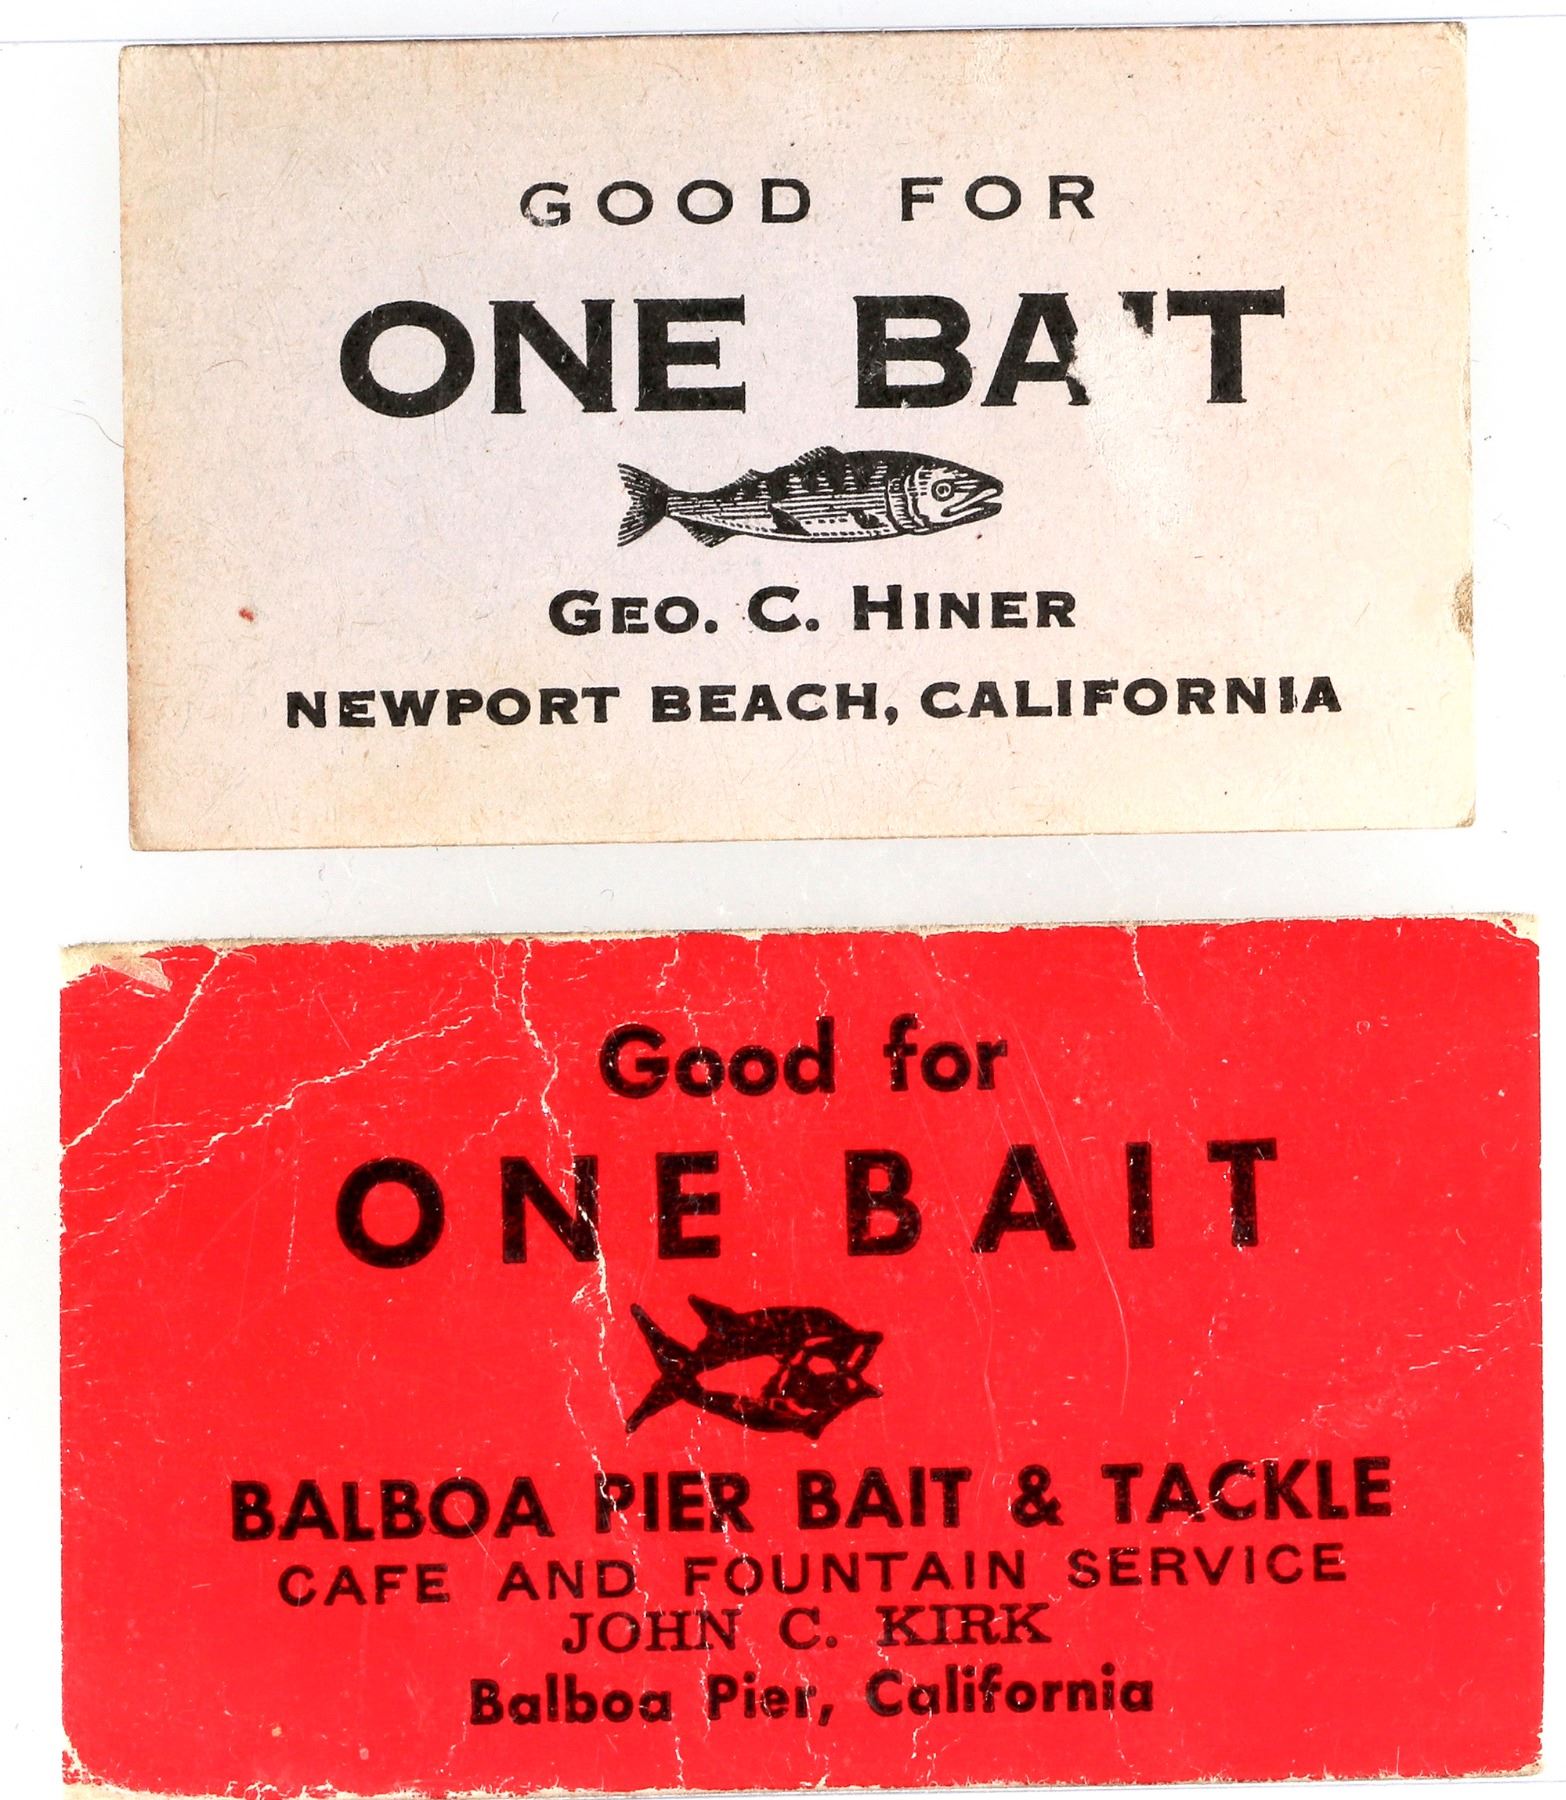 GOOD FOR
ONE BAIT
GEO. C. HINER
NEWPORT BEACH, CALIFORNIA
Good for
ONE BAIT
BALBOA PIER BAIT & TACKLE
CAFE AND FOUNTAIN SERVICE
JOHN C. KIRK
Balboa Pier, California